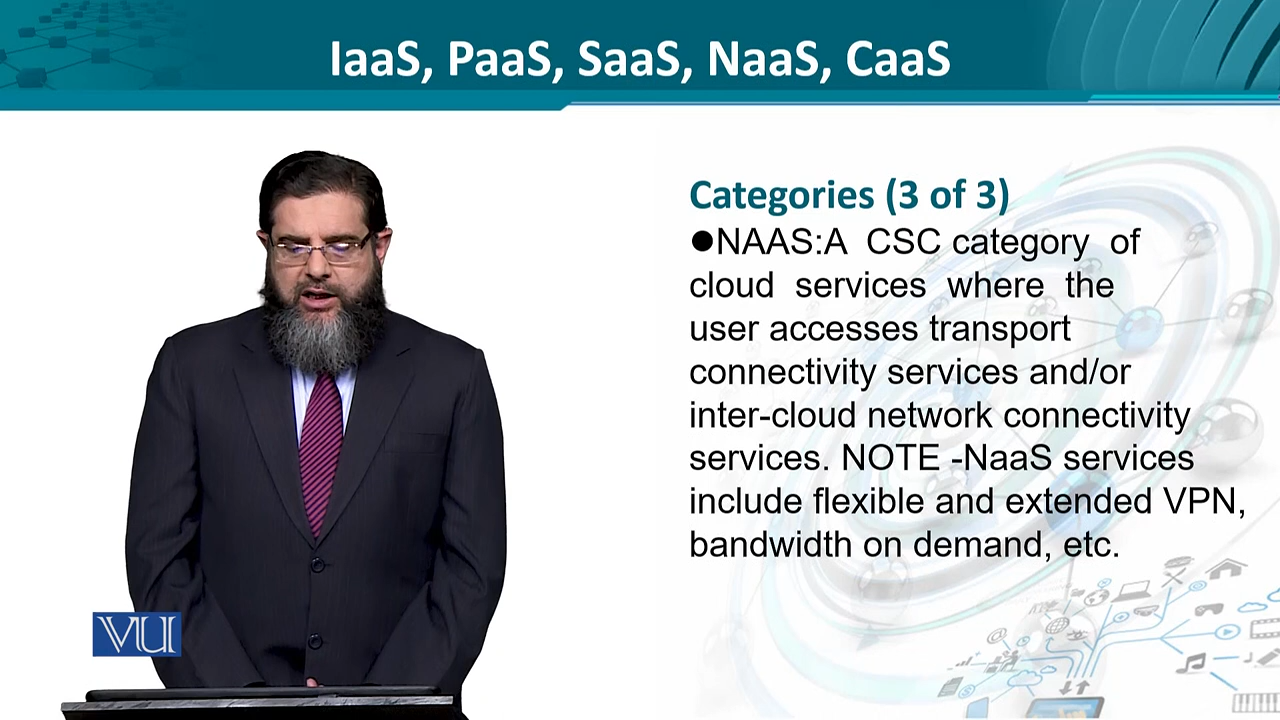 IaaS, PaaS, SaaS, NaaS, CaaS
Categories (3 of 3)
●NAAS:A CSC category of
cloud services where the
user accesses transport
connectivity services and/or
inter-cloud network connectivity
services. NOTE -NaaS services
include flexible and extended VPN,
bandwidth on demand, etc.
VU